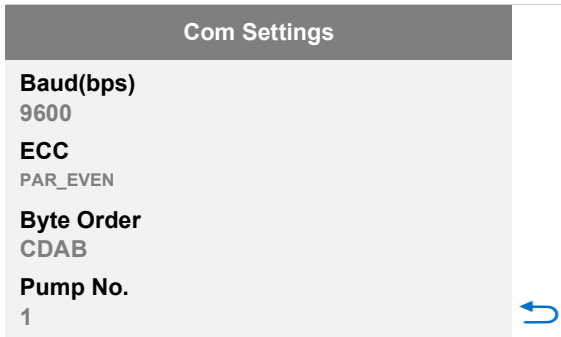 Com Settings
Baud(bps)
9600
ECC
PAR_EVEN
Byte Order
CDAB
Pump No.
1